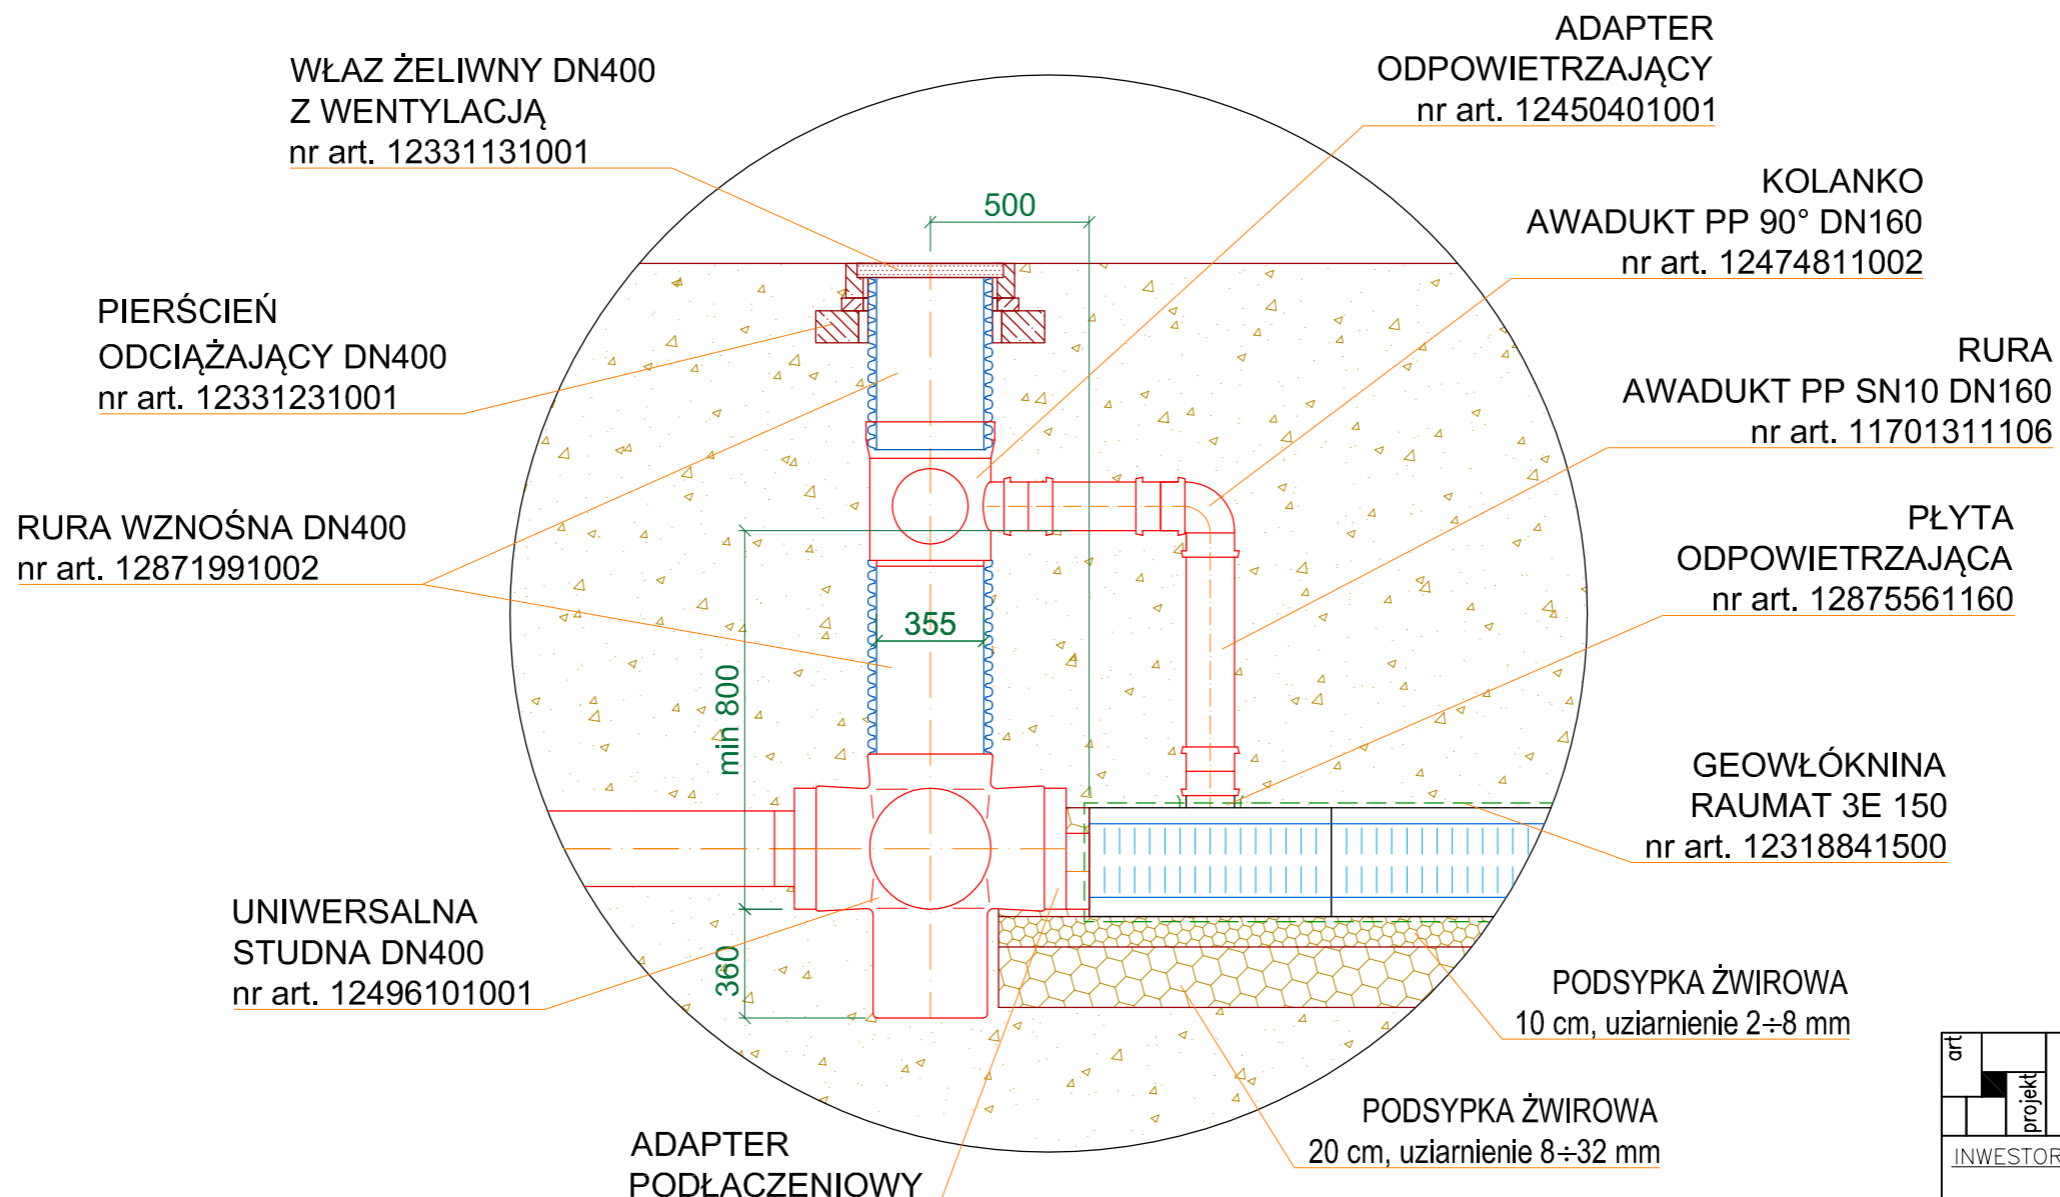 WŁAZ ŻELIWNY DN400
Z WENTYLACJĄ
nr art. 12331131001
ADAPTER
ODPOWIETRZAJĄCY
nr art. 12450401001
KOLANKO
AWADUKT PP 90° DN160
nr art. 12474811002
500
PIERŚCIEŃ
ODCIĄŻAJĄCY DN400
nr art. 12331231001
RURA
AWADUKT PP SN10 DN160
nr art. 11701311106
RURA WZNOŚNA DN400
nr art. 12871991002
PŁYTA
ODPOWIETRZAJĄCA
nr art. 12875561160
355
min 800
GEOWŁÓKNINA
RAUMAT 3E 150
nr art. 12318841500
UNIWERSALNA
STUDNA DN400
nr art. 12496101001
360
PODSYPKA ŻWIROWA
10 cm, uziarnienie 2÷8 mm
PODSYPKA ŻWIROWA
20 cm, uziarnienie 8÷32 mm
ADAPTER
PODŁACZENIOWY
art
projekt
INWESTOR